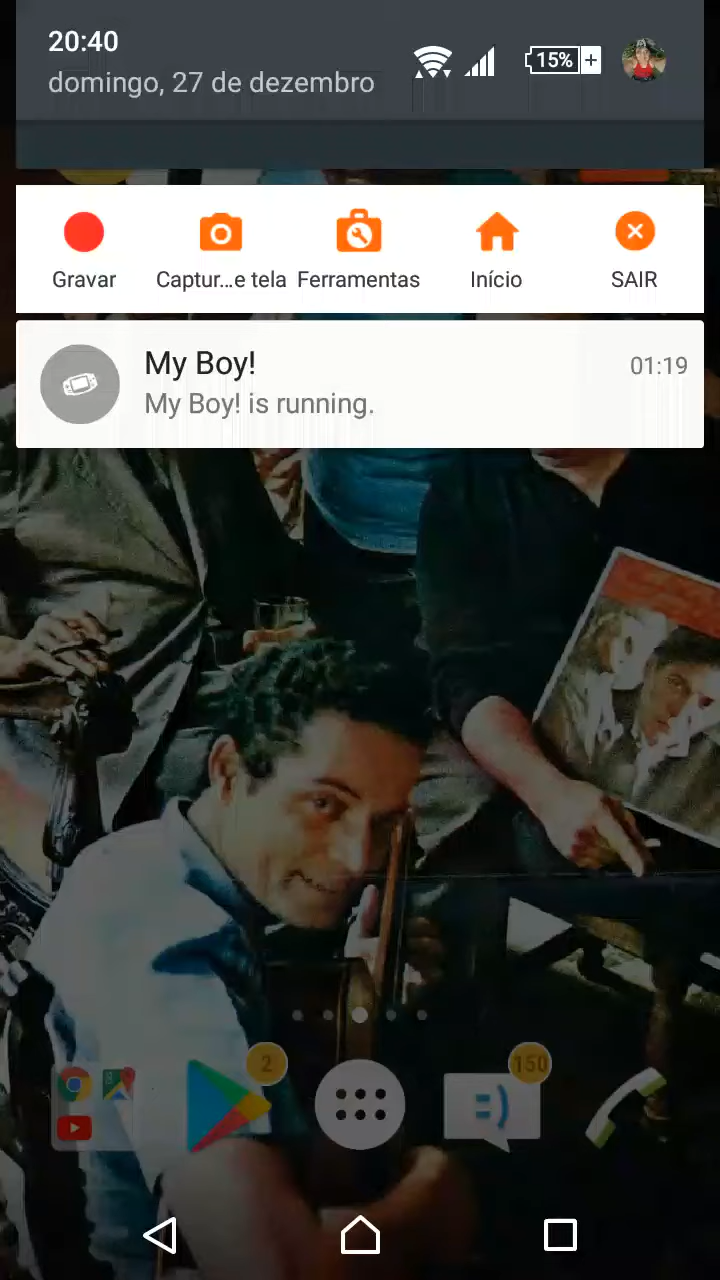 20:40
domingo, 27 de dezembro
15%
Gravar
Captur...e tela
Ferramentas
Início
SAIR
My Boy!
01:19
My Boy! is running.
2
150